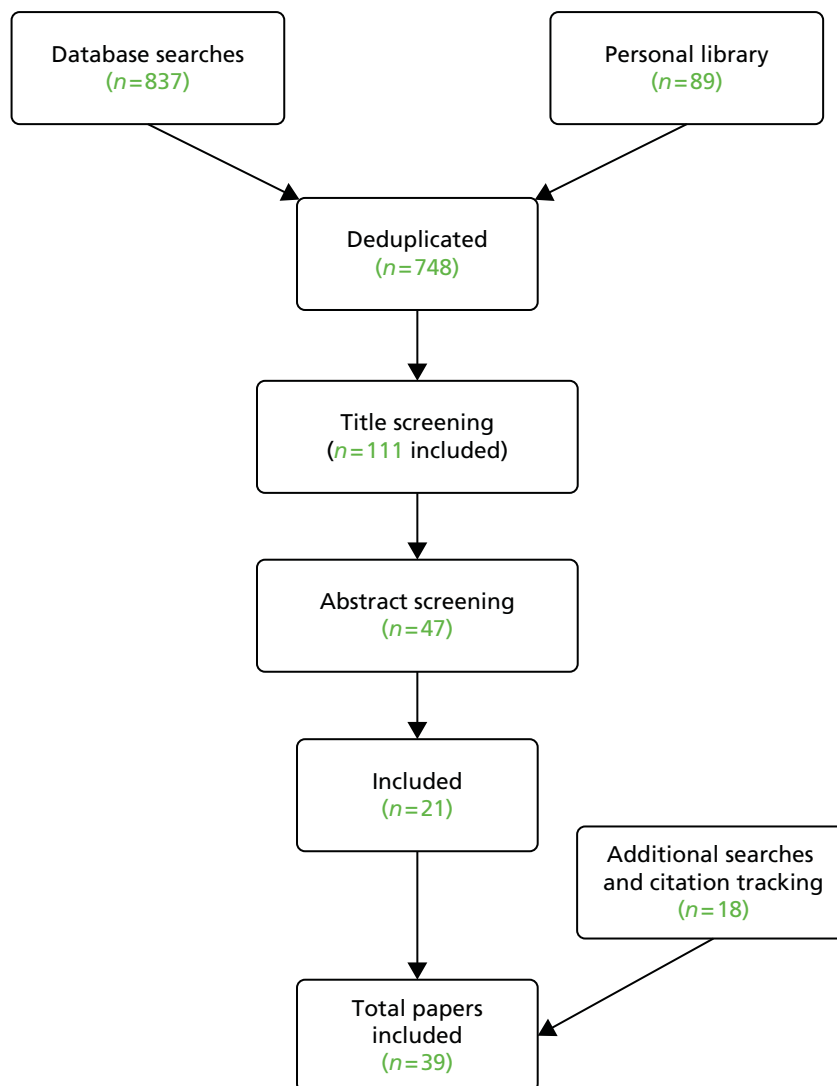 Database searches
(n=837)
Personal library
(n=89)
Deduplicated
(n=748)
Title screening
(n=111 included)
Abstract screening
(n=47)
Included
(n=21)
Additional searches
and citation tracking
(n=18)
Total papers
included
(n=39)